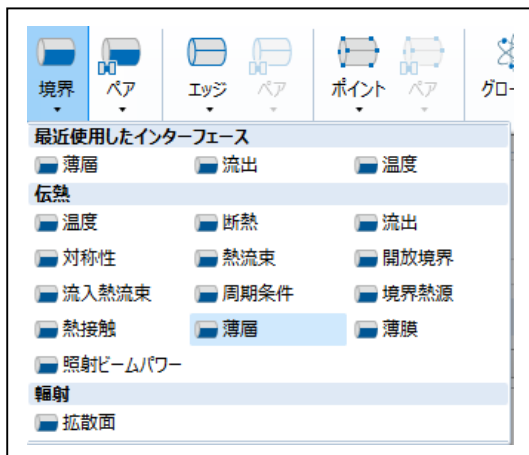 境界 ペア エッジ ペア ポイント ペア グロー
最近使用したインターフェース
薄層 流出 温度
伝熱
温度 断熱 流出
対称性 熱流束 開放境界
流入熱流束 周期条件 境界熱源
熱接触 薄層 薄膜
照射ビームパワー
輻射
拡散面